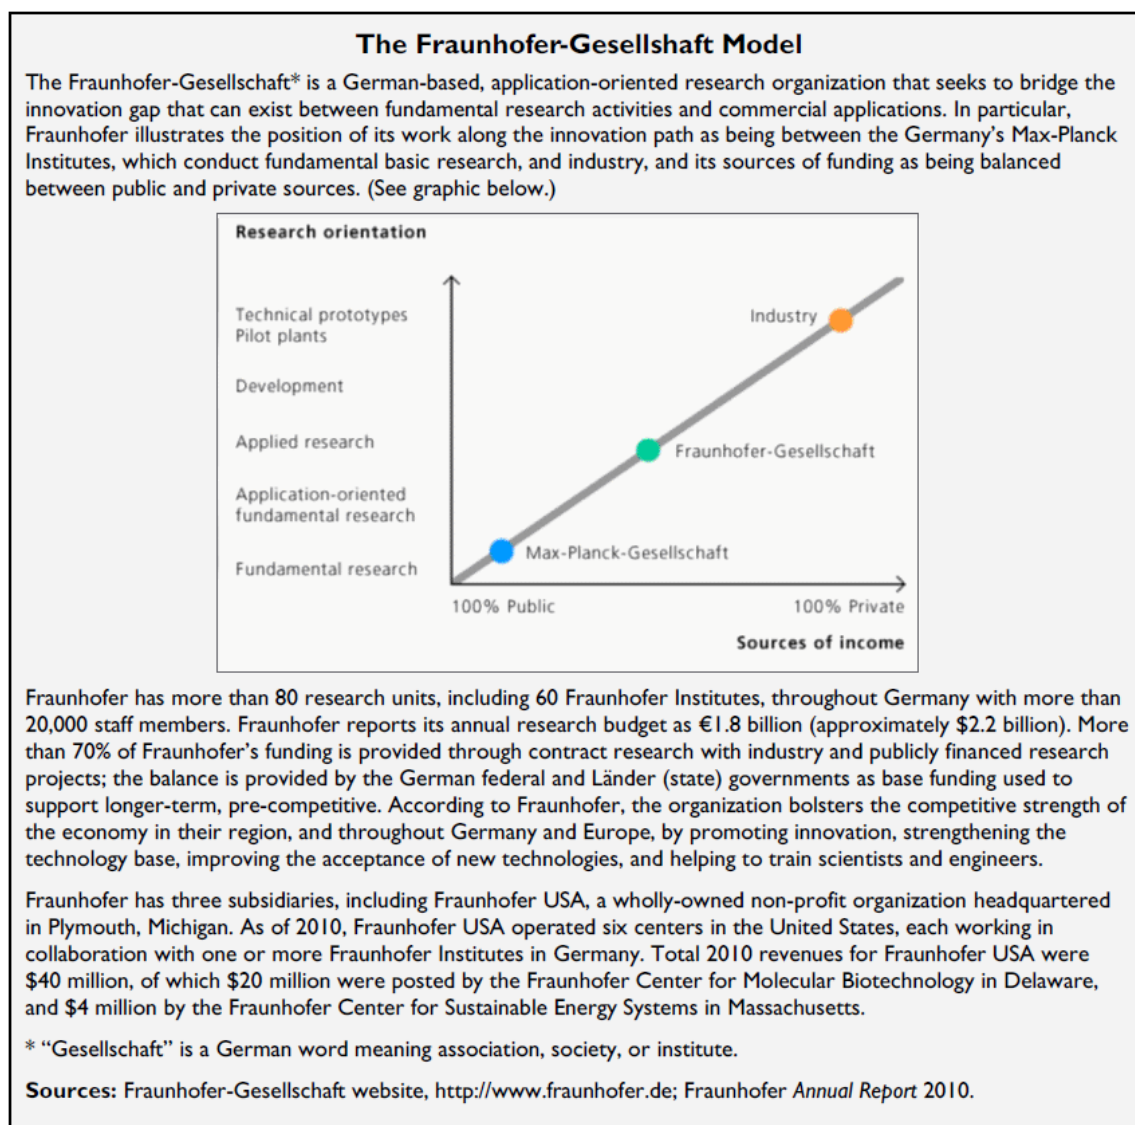 The Fraunhofer-Gesellshaft Model
The Fraunhofer-Gesellschaft* is a German-based, application-oriented research organization that seeks to bridge the
innovation gap that can exist between fundamental research activities and commercial applications. In particular,
Fraunhofer illustrates the position of its work along the innovation path as being between the Germany's Max-Planck
Institutes, which conduct fundamental basic research, and industry, and its sources of funding as being balanced
between public and private sources. (See graphic below.)
Research orientation
Technical prototypes
Pilot plants
Development
Applied research
Application-oriented
fundamental research
Fundamental research
Industry
Fraunhofer-Gesellschaft
Max-Planck-Gesellschaft
100% Public
100% Private
Sources of income
Fraunhofer has more than 80 research units, including 60 Fraunhofer Institutes, throughout Germany with more than
20,000 staff members. Fraunhofer reports its annual research budget as €1.8 billion (approximately $2.2 billion). More
than 70% of Fraunhofer's funding is provided through contract research with industry and publicly financed research
projects; the balance is provided by the German federal and Länder (state) governments as base funding used to
support longer-term, pre-competitive. According to Fraunhofer, the organization bolsters the competitive strength of
the economy in their region, and throughout Germany and Europe, by promoting innovation, strengthening the
technology base, improving the acceptance of new technologies, and helping to train scientists and engineers.
Fraunhofer has three subsidiaries, including Fraunhofer USA, a wholly-owned non-profit organization headquartered
in Plymouth, Michigan. As of 2010, Fraunhofer USA operated six centers in the United States, each working in
collaboration with one or more Fraunhofer Institutes in Germany. Total 2010 revenues for Fraunhofer USA were
$40 million, of which $20 million were posted by the Fraunhofer Center for Molecular Biotechnology in Delaware,
and $4 million by the Fraunhofer Center for Sustainable Energy Systems in Massachusetts.
* "Gesellschaft" is a German word meaning association, society, or institute.
Sources: Fraunhofer-Gesellschaft website, http://www.fraunhofer.de; Fraunhofer Annual Report 2010.